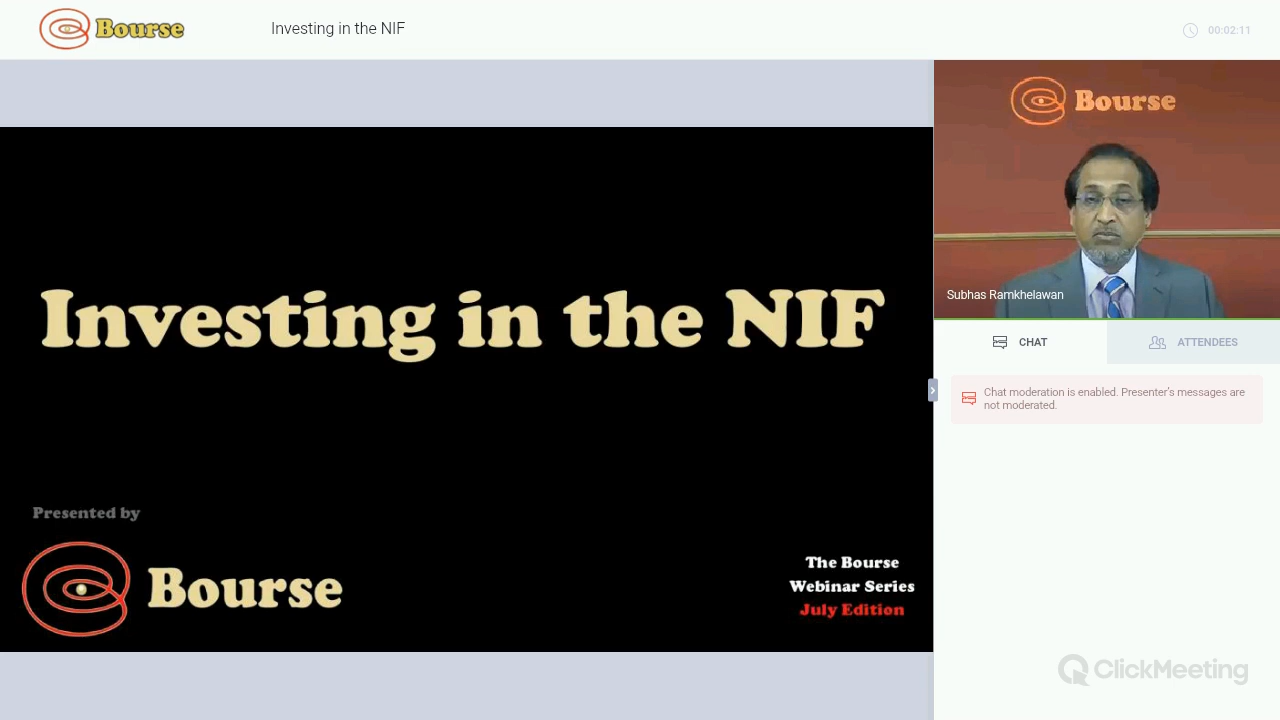 Bourse
Investing in the NIF
00:02:11
Bourse
Subhas Ramkhelawan
CHAT
ATTENDEES
Chat moderation is enabled. Presenter's messages are
not moderated.
Investing in the NIF
Presented by
Bourse
The Bourse
Webinar Series
July Edition
ClickMeeting